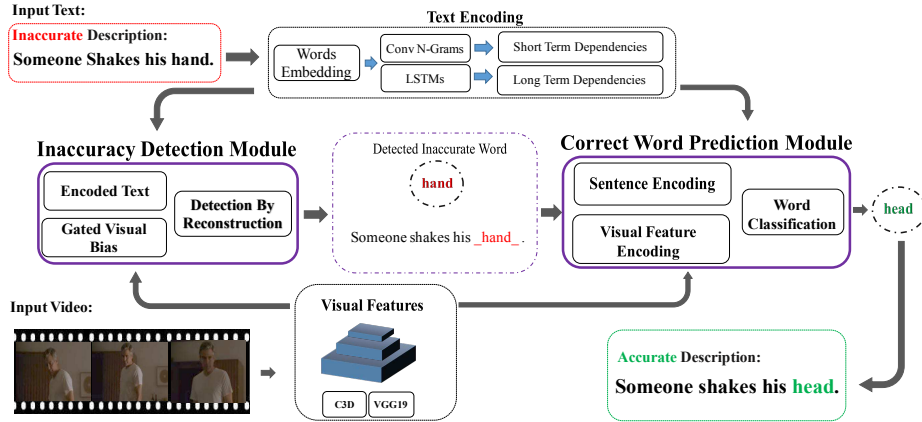 Input Text:
Inaccurate Description:
Someone Shakes his hand.
Text Encoding
Words
Embedding
Conv N-Grams
LSTMs
Short Term Dependencies
Long Term Dependencies
Inaccuracy Detection Module
Encoded Text
Gated Visual
Bias
Detection By
Reconstruction
Detected Inaccurate Word
hand
Someone shakes his _hand_ .
Correct Word Prediction Module
Sentence Encoding
Visual Feature
Encoding
Word
Classification
head
Input Video:
Visual Features
C3D
VGG19
Accurate Description:
Someone shakes his head.